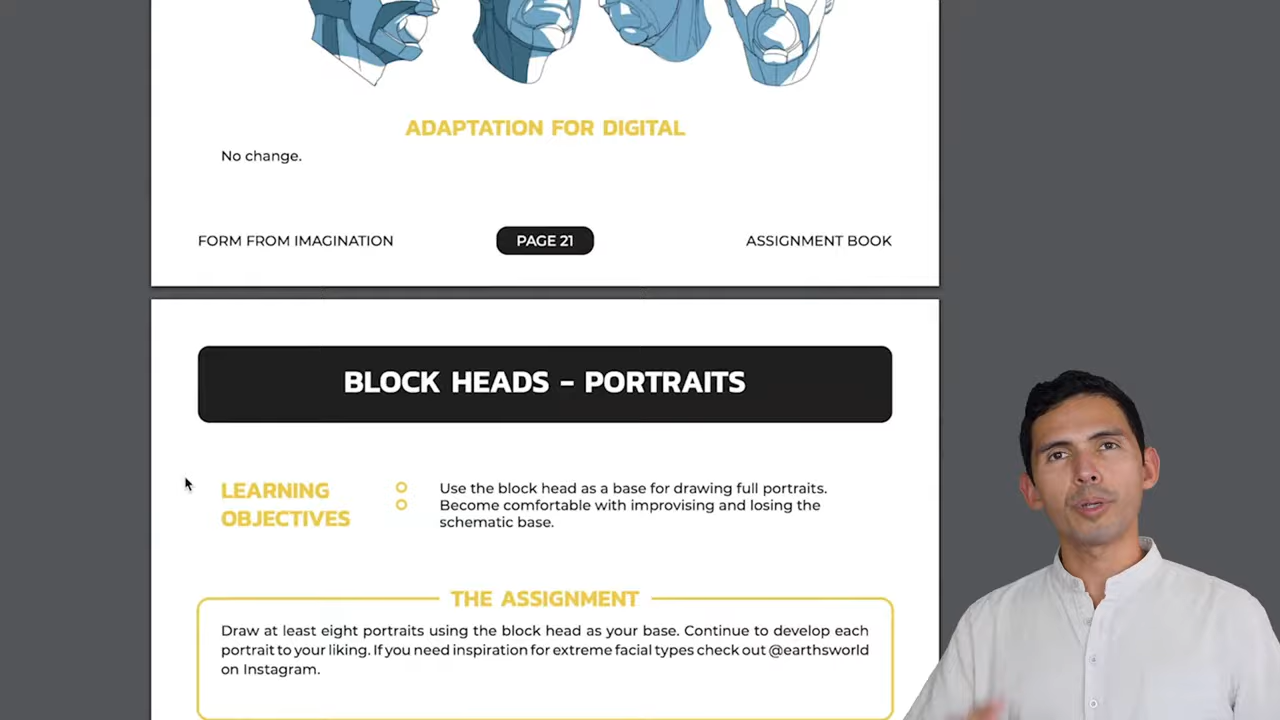 ADAPTATION FOR DIGITAL
No change.
FORM FROM IMAGINATION
PAGE 21
ASSIGNMENT BOOK
BLOCK HEADS - PORTRAITS
LEARNING
OBJECTIVES
Use the block head as a base for drawing full portraits.
Become comfortable with improvising and losing the
schematic base.
THE ASSIGNMENT
Draw at least eight portraits using the block head as your base. Continue to develop each
portrait to your liking. If you need inspiration for extreme facial types check out @earthsworld
on Instagram.